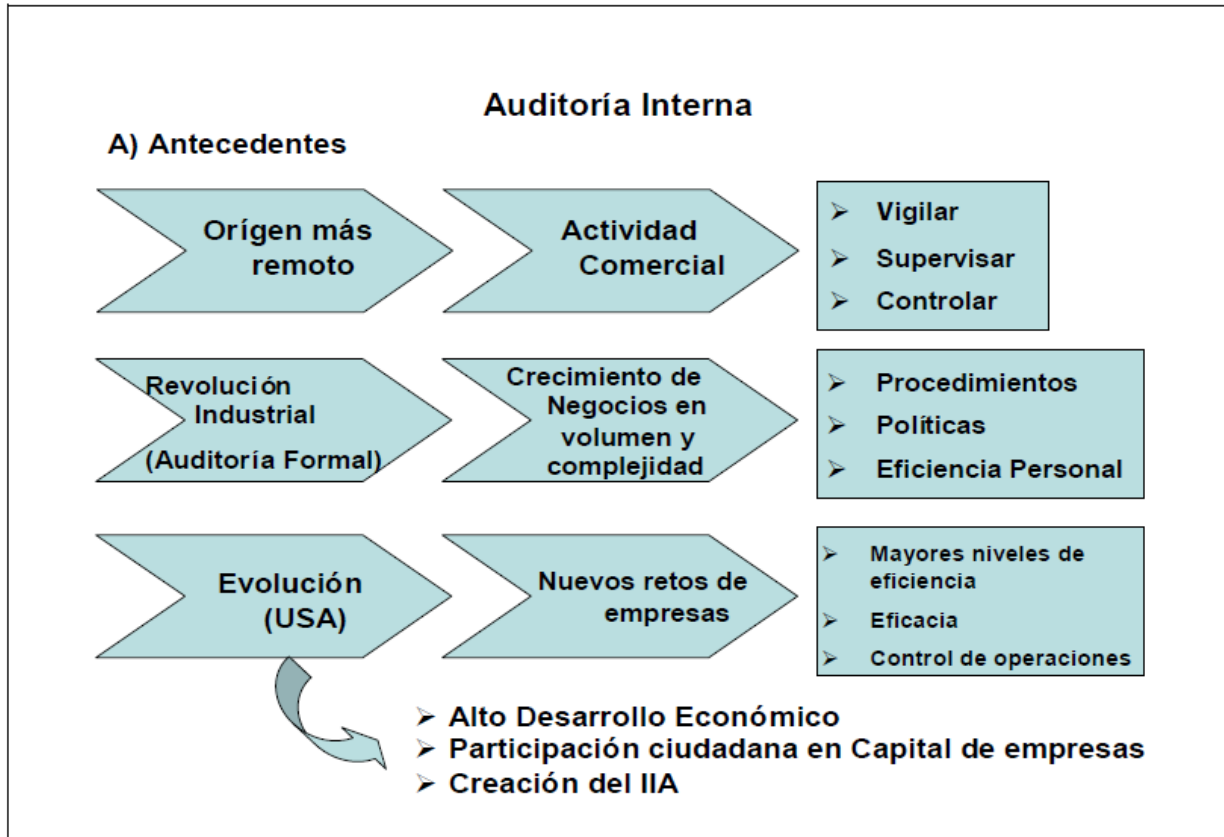 Auditoría Interna
A) Antecedentes
Orígen más
remoto
Actividad
Comercial
➢ Vigilar
➢ Supervisar
➢ Controlar
Revolución
Industrial
(Auditoría Formal)
Crecimiento de
Negocios en
volumen y
complejidad
➢ Procedimientos
➢ Políticas
➢ Eficiencia Personal
Evolución
(USA)
Nuevos retos de
empresas
➢ Mayores niveles de
eficiencia
➢ Eficacia
➢ Control de operaciones
➢ Alto Desarrollo Económico
➢ Participación ciudadana en Capital de empresas
➢ Creación del IIA